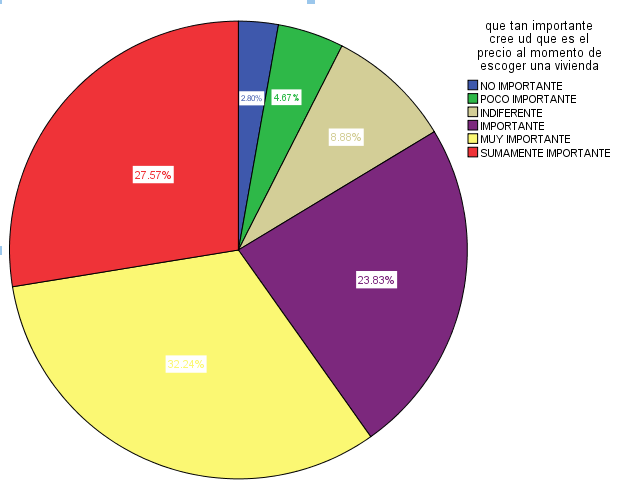 que tan importante
cree ud que es el
precio al momento de
escoger una vivienda
NO IMPORTANTE
POCO IMPORTANTE
INDIFERENTE
IMPORTANTE
MUY IMPORTANTE
SUMAMENTE IMPORTANTE
2.80%
4.67%
8.88%
27.57%
23.83%
32.24%